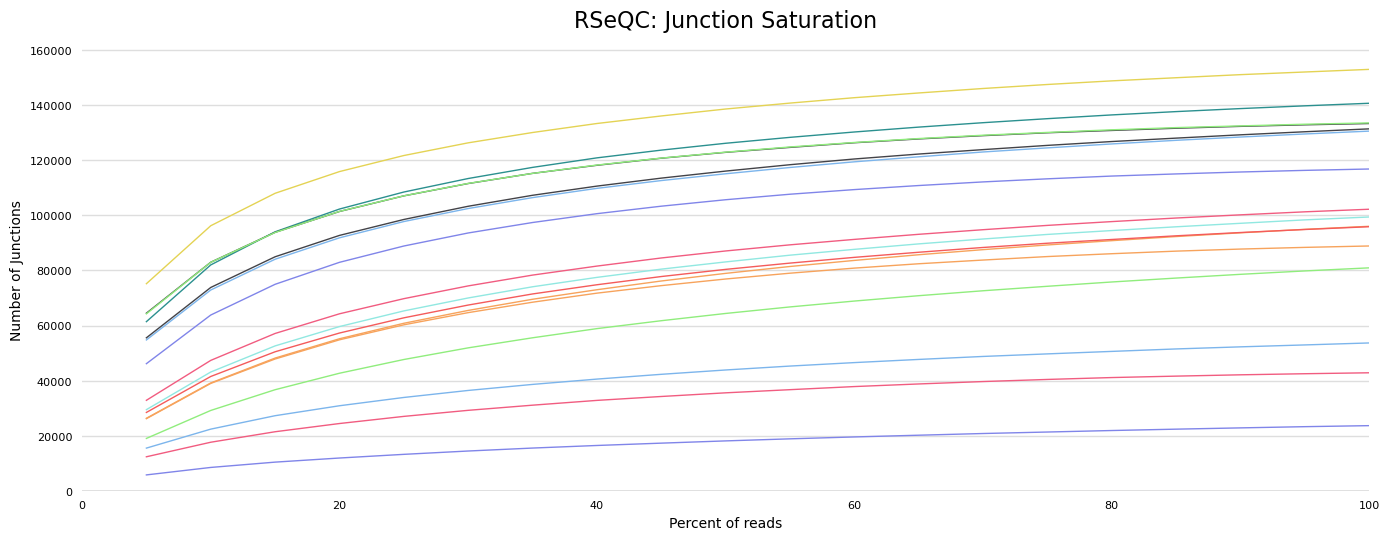 RSeQC: Junction Saturation
160000
140000
120000
100000
80000
60000
40000
20000
0
Number of Junctions
0 20 40 60 80 100
Percent of reads